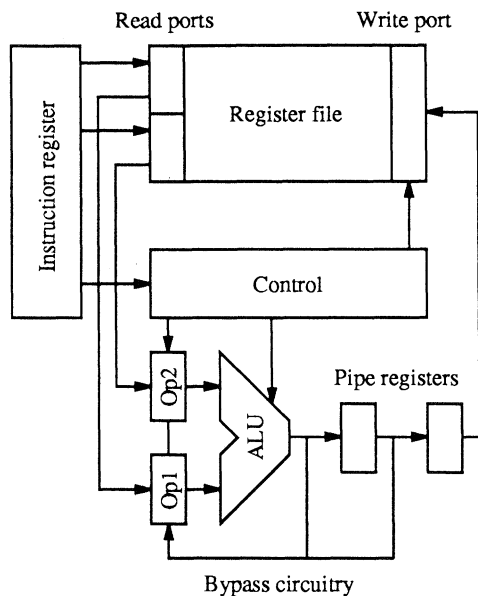 Read ports
Write port
Instruction register
Register file
Control
Op2
Pipe registers
ALU
Op1
Bypass circuitry